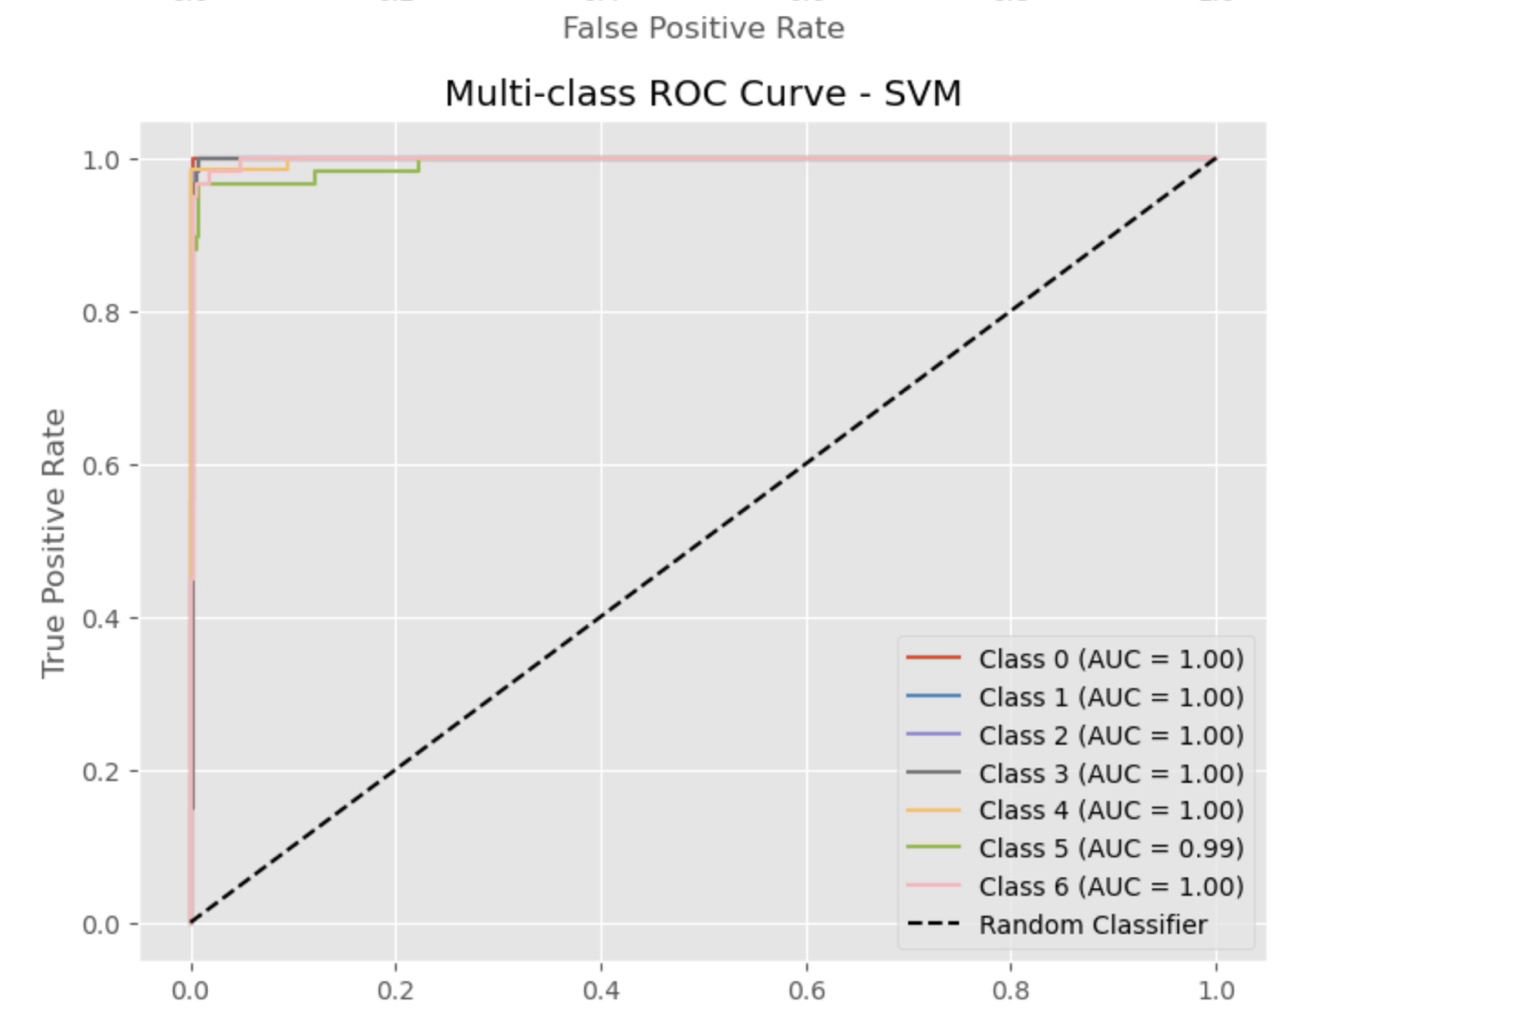 False Positive Rate
Multi-class ROC Curve - SVM
1.0
0.8
0.6
0.4
0.2
0.0
True Positive Rate
Class 0 (AUC = 1.00)
Class 1 (AUC = 1.00)
Class 2 (AUC = 1.00)
Class 3 (AUC = 1.00)
Class 4 (AUC = 1.00)
Class 5 (AUC = 0.99)
Class 6 (AUC = 1.00)
Random Classifier
0.0 0.2 0.4 0.6 0.8 1.0